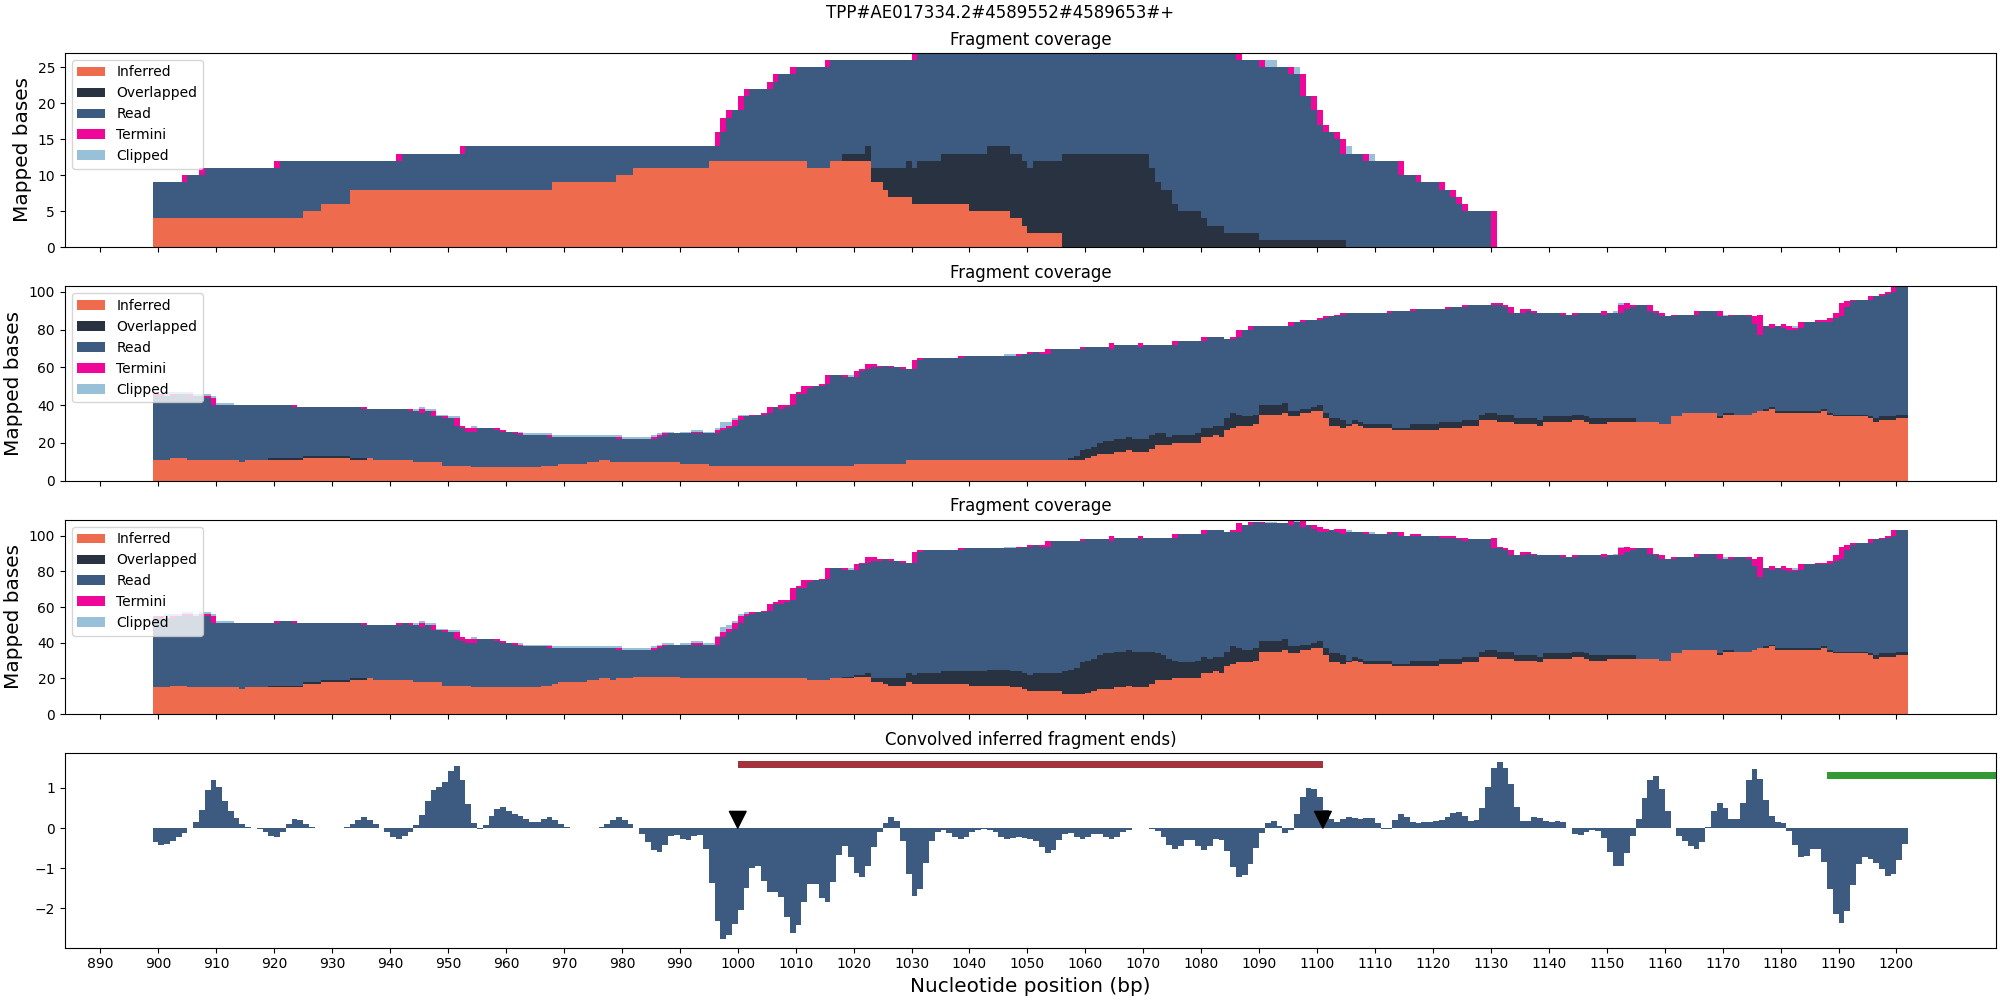 TPP#AE017334.2#4589552#4589653#+
Fragment coverage
Mapped bases
25
20
15
10
5
0
Inferred
Overlapped
Read
Termini
Clipped
Fragment coverage
Mapped bases
100
80
60
40
20
0
Inferred
Overlapped
Read
Termini
Clipped
Fragment coverage
Mapped bases
100
80
60
40
20
0
Inferred
Overlapped
Read
Termini
Clipped
Convolved inferred fragment ends)
1
0
−1
−2
890 900 910 920 930 940 950 960 970 980 990 1000 1010 1020 1030 1040 1050 1060 1070 1080 1090 1100 1110 1120 1130 1140 1150 1160 1170 1180 1190 1200
Nucleotide position (bp)